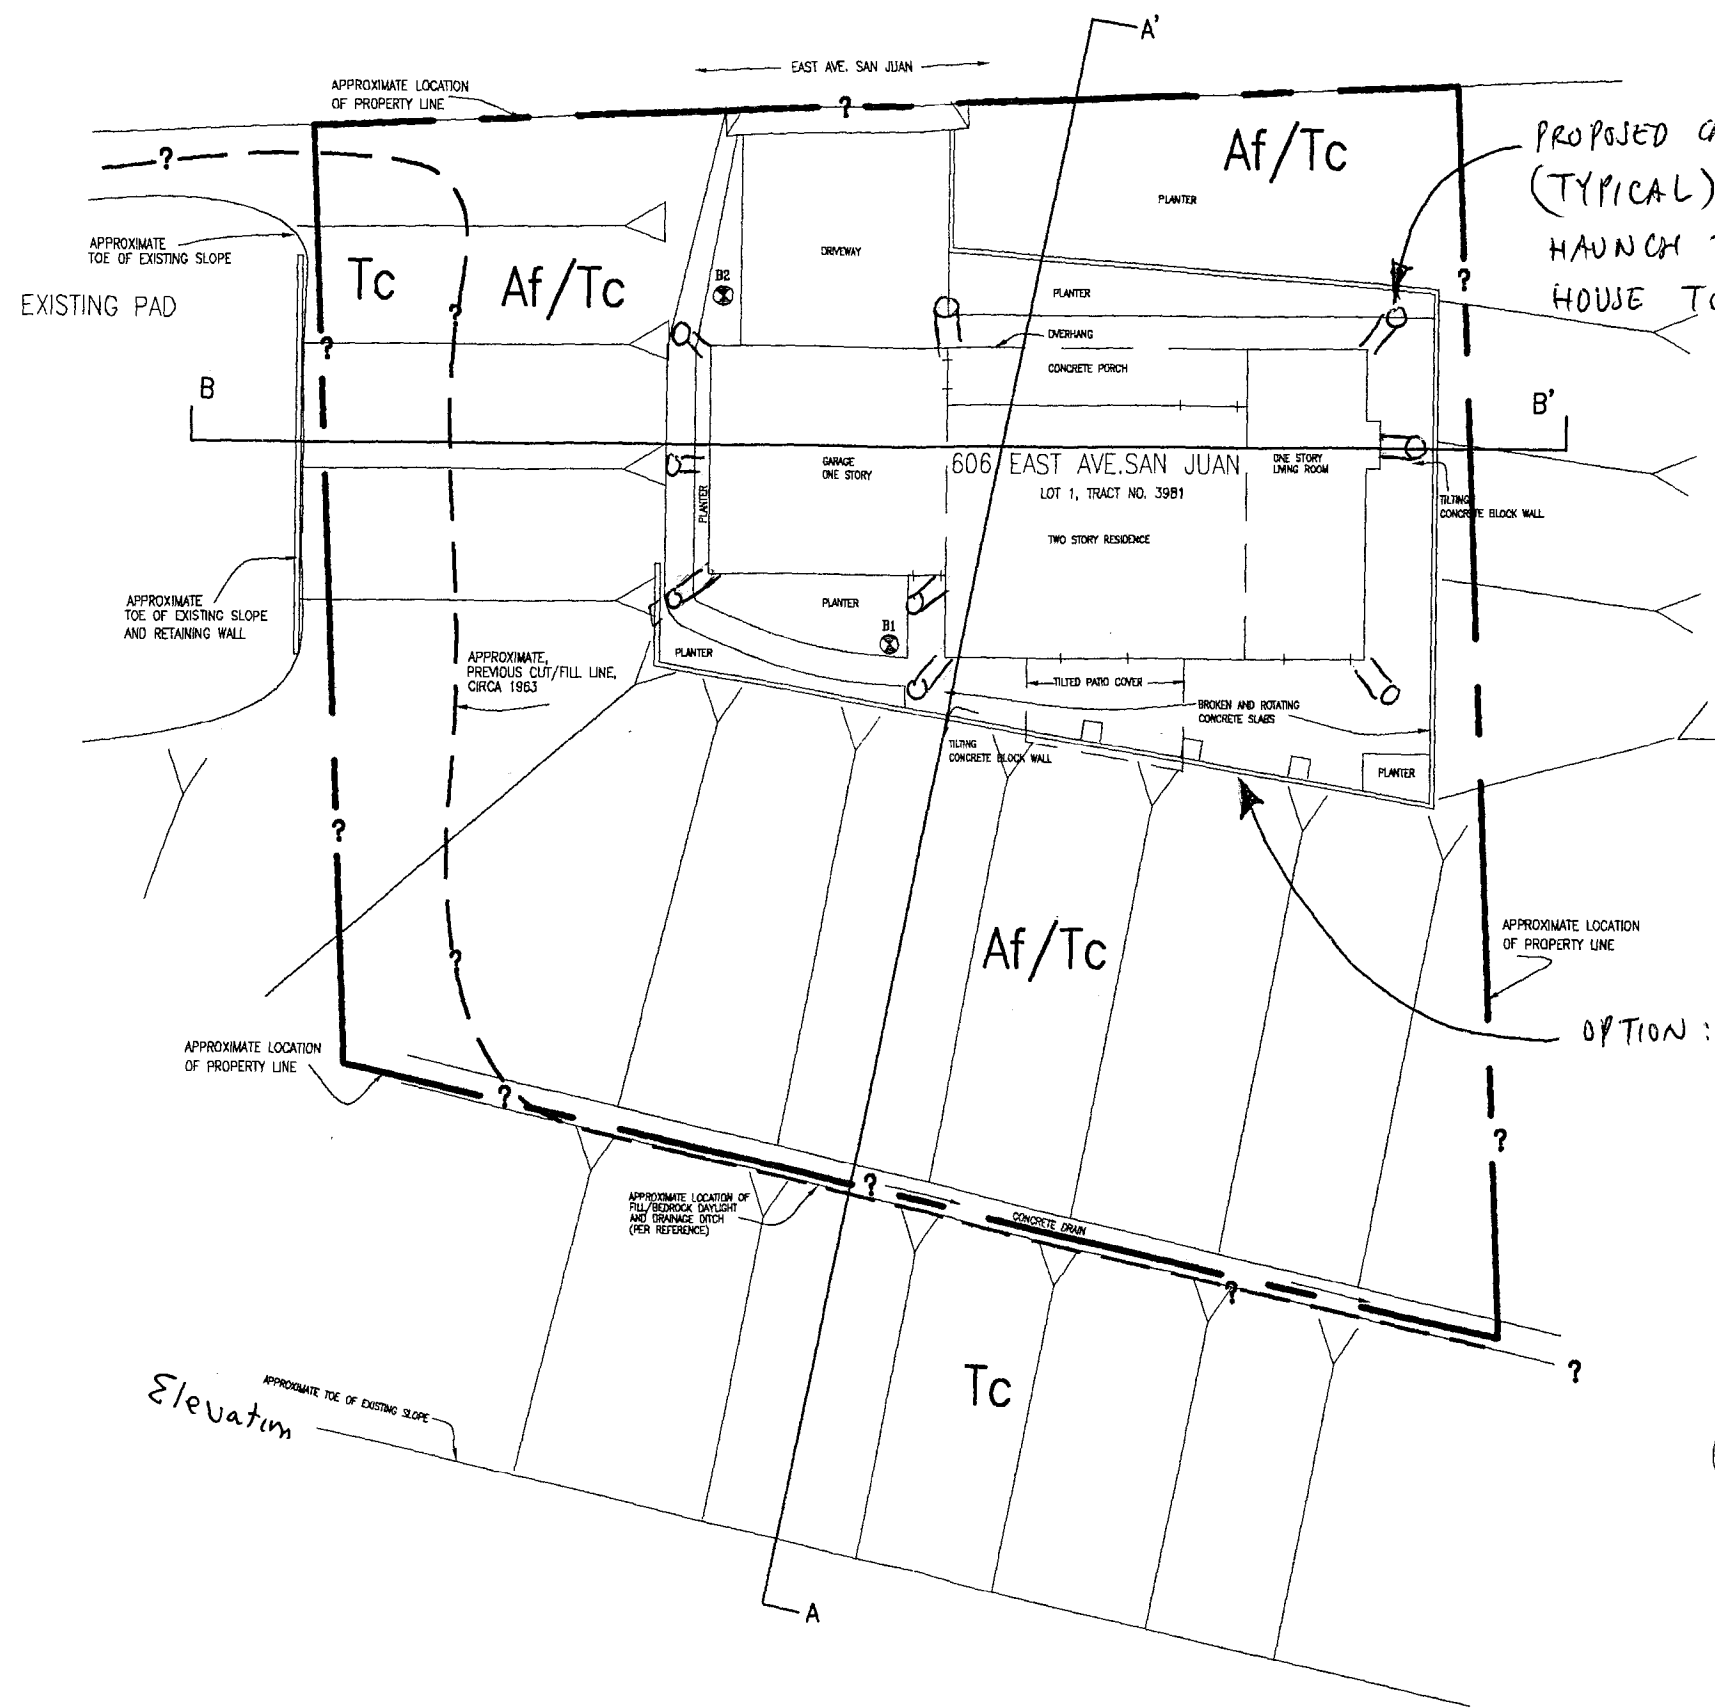 A'
EAST AVE. SAN JUAN
APPROXIMATE LOCATION
OF PROPERTY LINE
?
Af/Tc
PROPOSED
(TYPICAL)
HAUNCH
HOUSE
?
PLANTER
APPROXIMATE
TOE OF EXISTING SLOPE
DRIVEWAY
Tc
Af/Tc
B2
?
EXISTING PAD
PLANTER
?
?
OVERHANG
CONCRETE PORCH
B
B'
GARAGE
ONE STORY
606 EAST AVE.SAN JUAN
ONE STORY
LIVING ROOM
LOT 1, TRACT NO. 3981
PLANTER
TILTING
CONCRETE BLOCK WALL
TWO STORY RESIDENCE
APPROXIMATE
TOE OF EXISTING SLOPE
AND RETAINING WALL
PLANTER
B1
PLANTER
APPROXIMATE,
PREVIOUS CUT/FILL LINE,
CIRCA 1963
TILTED PATIO COVER
BROKEN AND ROTATING
CONCRETE SLABS
TILTING
CONCRETE BLOCK WALL
PLANTER
?
Af/Tc
APPROXIMATE LOCATION
OF PROPERTY LINE
?
OPTION:
APPROXIMATE LOCATION
OF PROPERTY LINE
?
?
?
APPROXIMATE LOCATION OF
FILL/BEDROCK DAYLIGHT
AND DRAINAGE DITCH
(PER REFERENCE)
CONCRETE DRAIN
?
?
Tc
Elevation
APPROXIMATE TOE OF EXISTING SLOPE
A